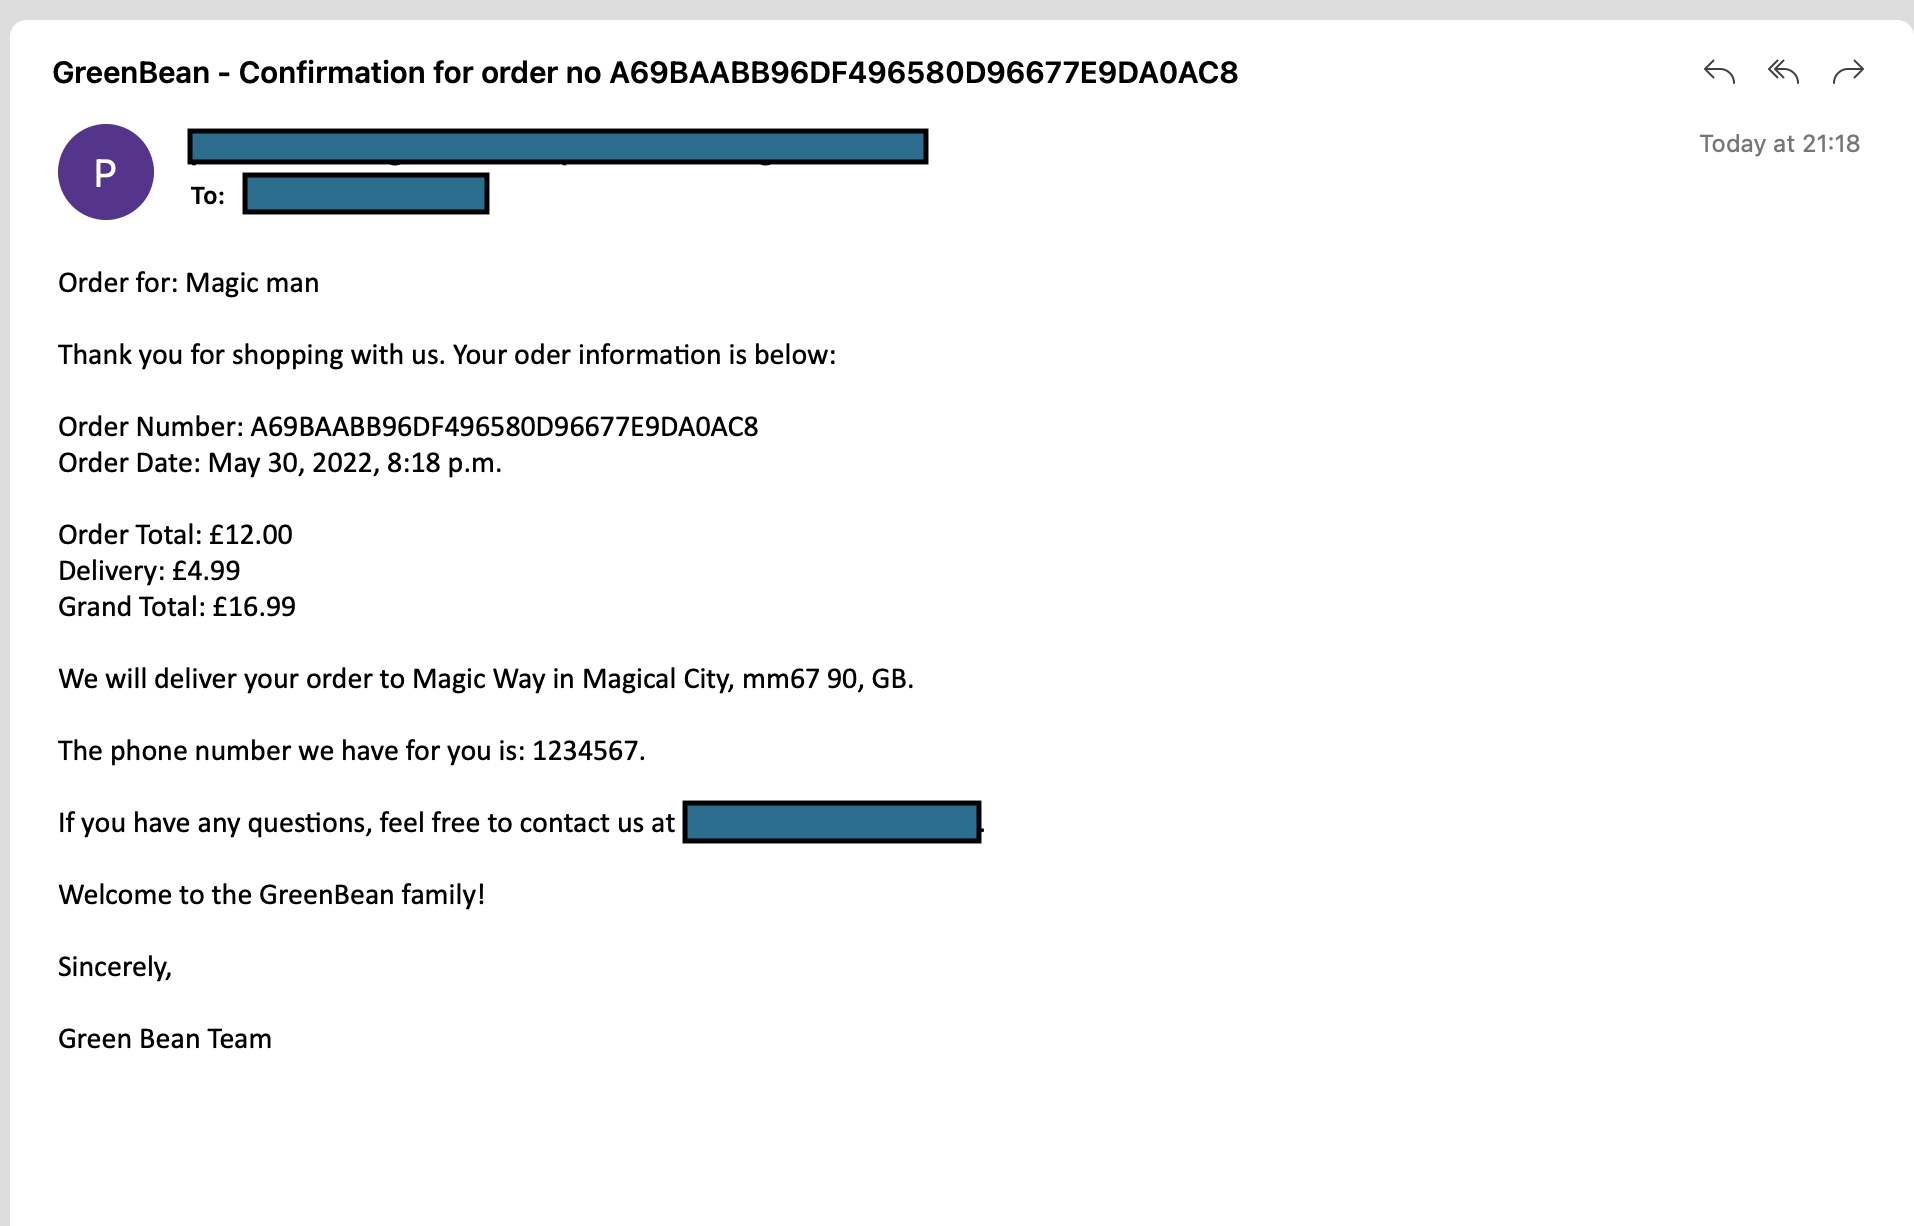 GreenBean - Confirmation for order no A69BAABB96DF496580D96677E9DA0AC8
P
Today at 21:18
To:
Order for: Magic man
Thank you for shopping with us. Your oder information is below:
Order Number: A69BAABB96DF496580D96677E9DA0AC8
Order Date: May 30, 2022, 8:18 p.m.
Order Total: £12.00
Delivery: £4.99
Grand Total: £16.99
We will deliver your order to Magic Way in Magical City, mm67 90, GB.
The phone number we have for you is: 1234567.
If you have any questions, feel free to contact us at .
Welcome to the GreenBean family!
Sincerely,
Green Bean Team